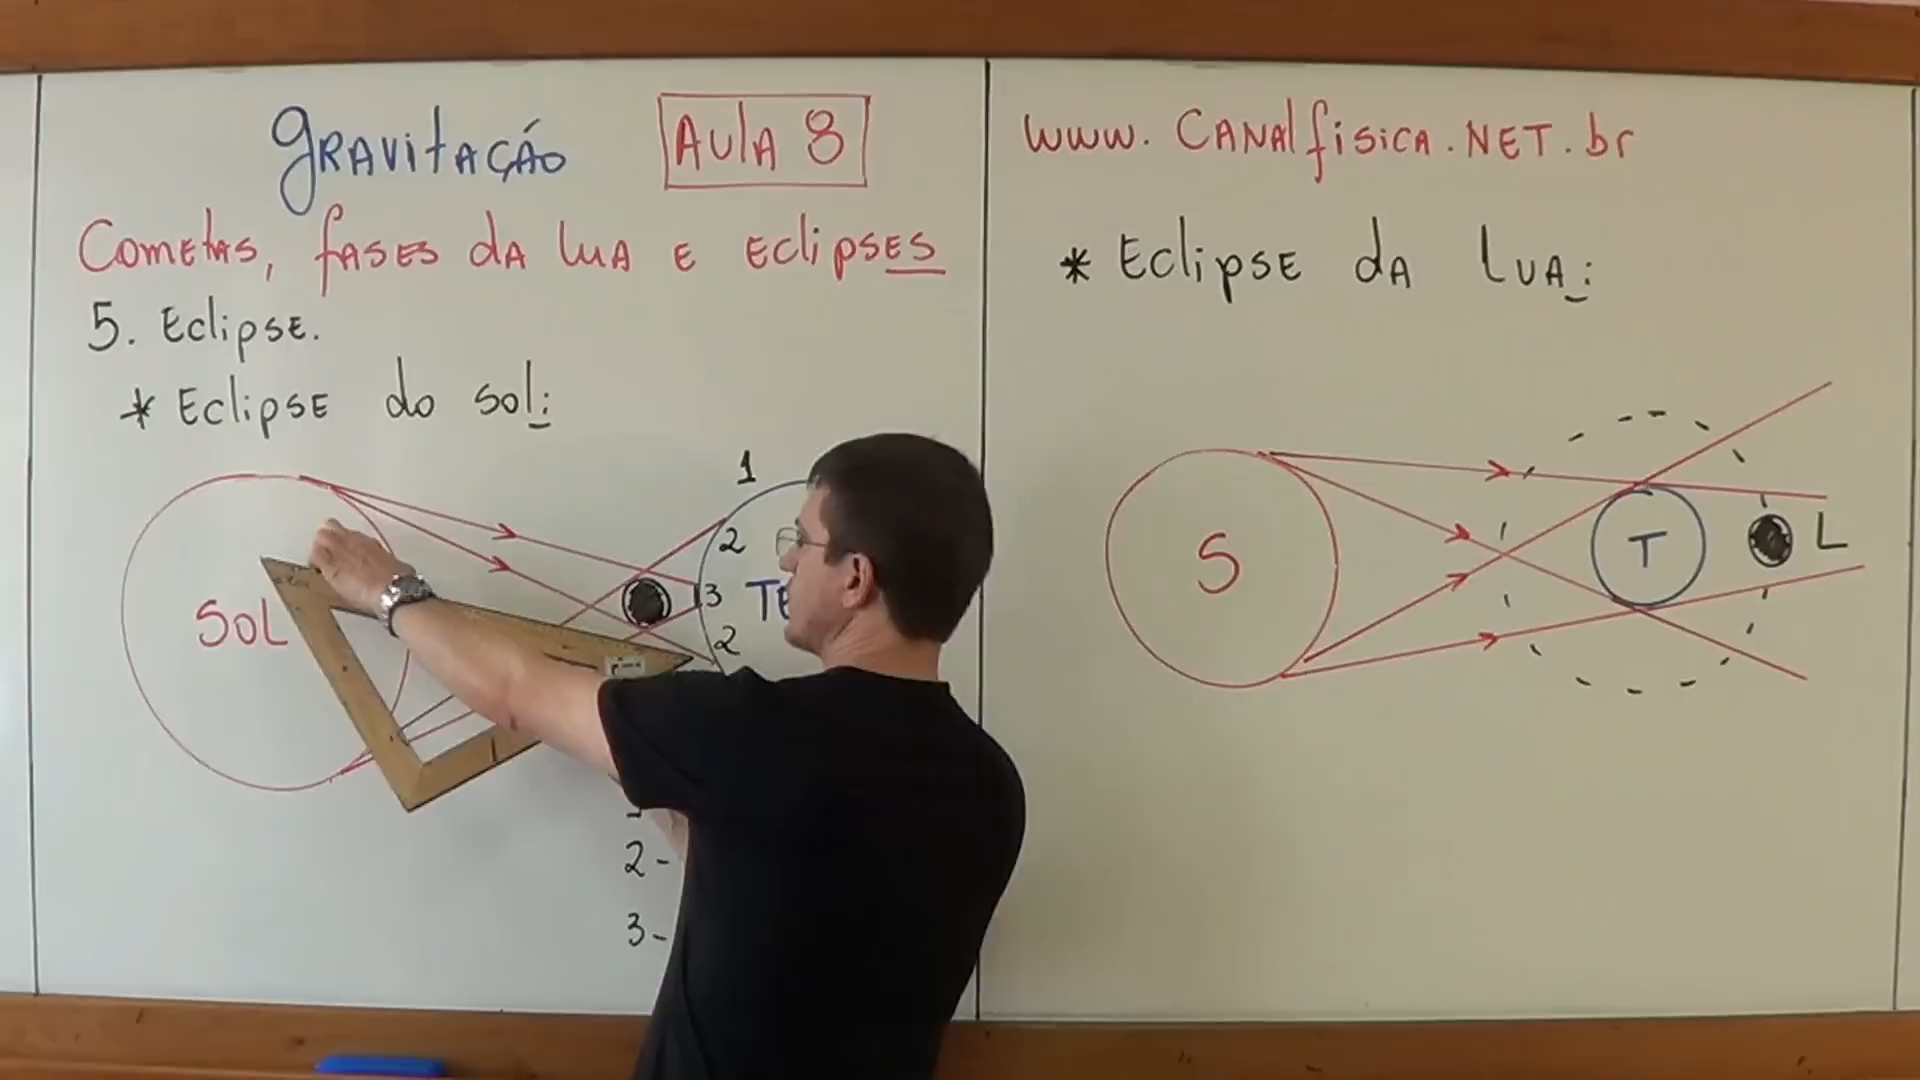 gravitação Aula 8
Cometas, fases da lua e eclipses
5. Eclipse.
* Eclipse do sol:
1
2
3
2
SOL
2-
3-
www.CANALfisica.NET.br
* Eclipse da Lua:
S
T
L